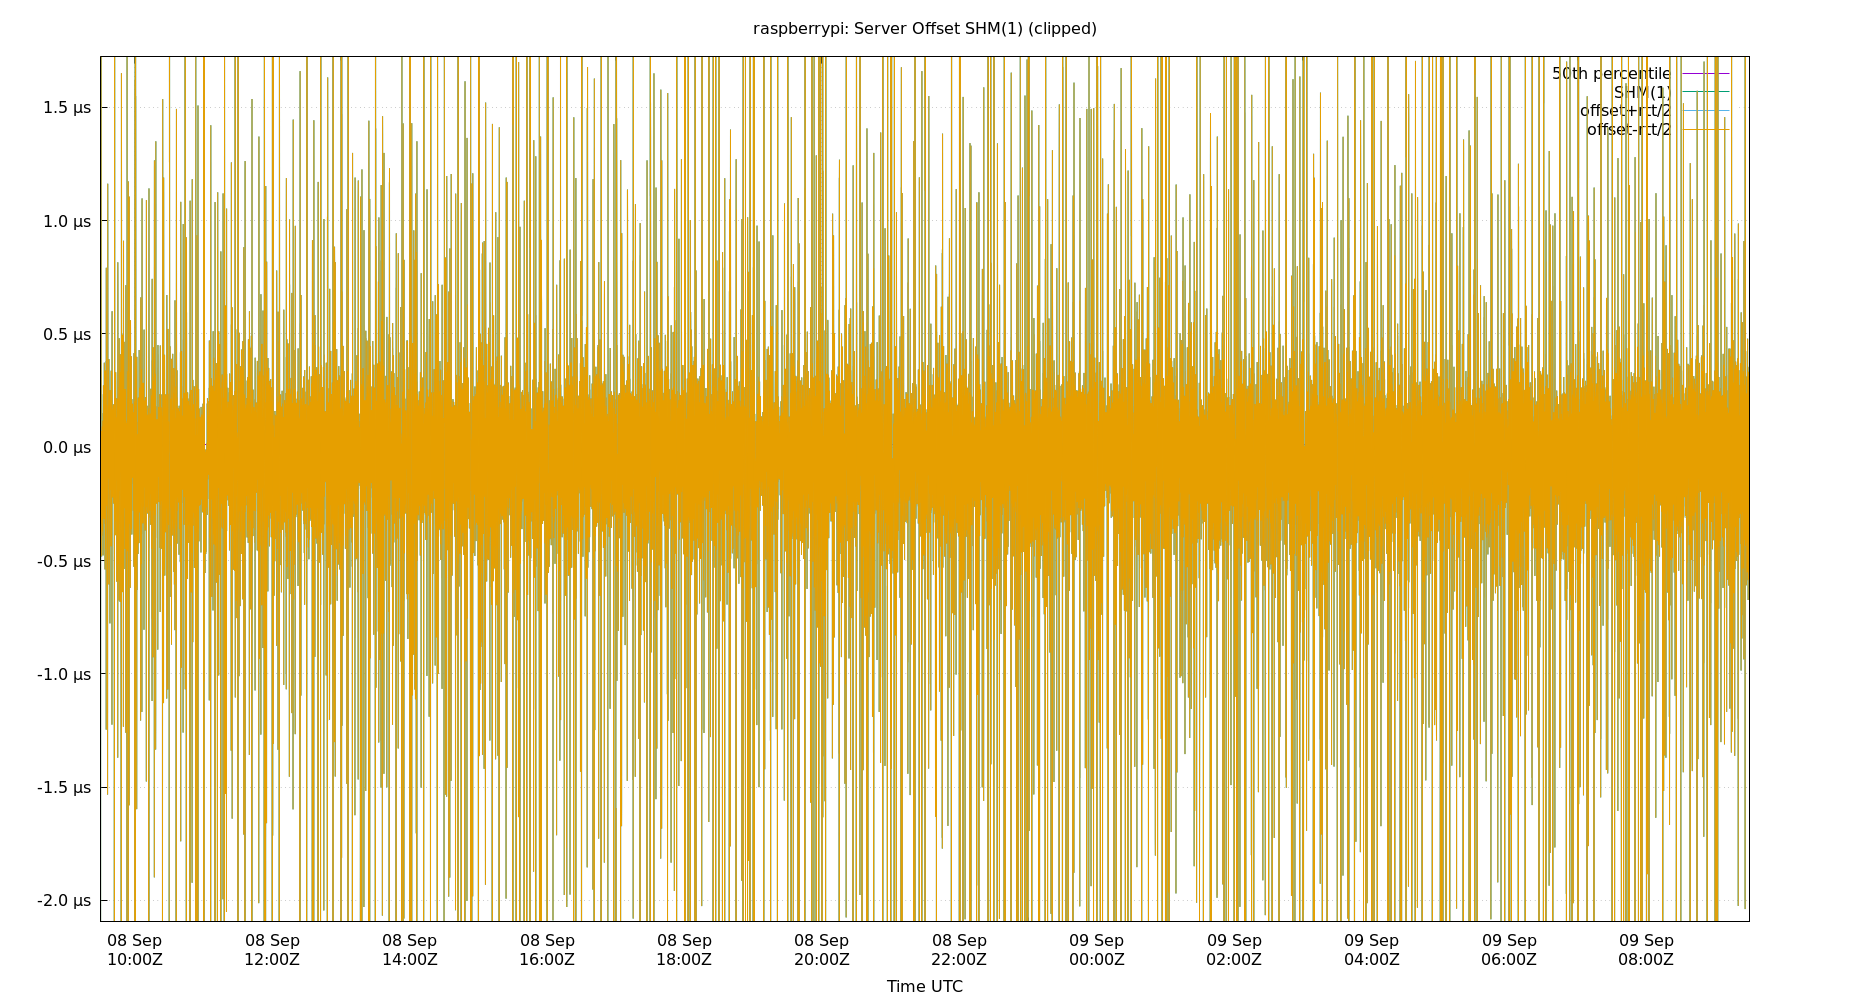 raspberrypi: Server Offset SHM(1) (clipped)
50th percentile
SHM(1)
offset+rtt/2
offset-rtt/2
1.5 µs
1.0 µs
0.5 µs
0.0 µs
-0.5 µs
-1.0 µs
-1.5 µs
-2.0 µs
08 Sep 08 Sep 08 Sep 08 Sep 08 Sep 08 Sep 08 Sep 09 Sep 09 Sep 09 Sep 09 Sep 09 Sep
10:00Z 12:00Z 14:00Z 16:00Z 18:00Z 20:00Z 22:00Z 00:00Z 02:00Z 04:00Z 06:00Z 08:00Z
Time UTC